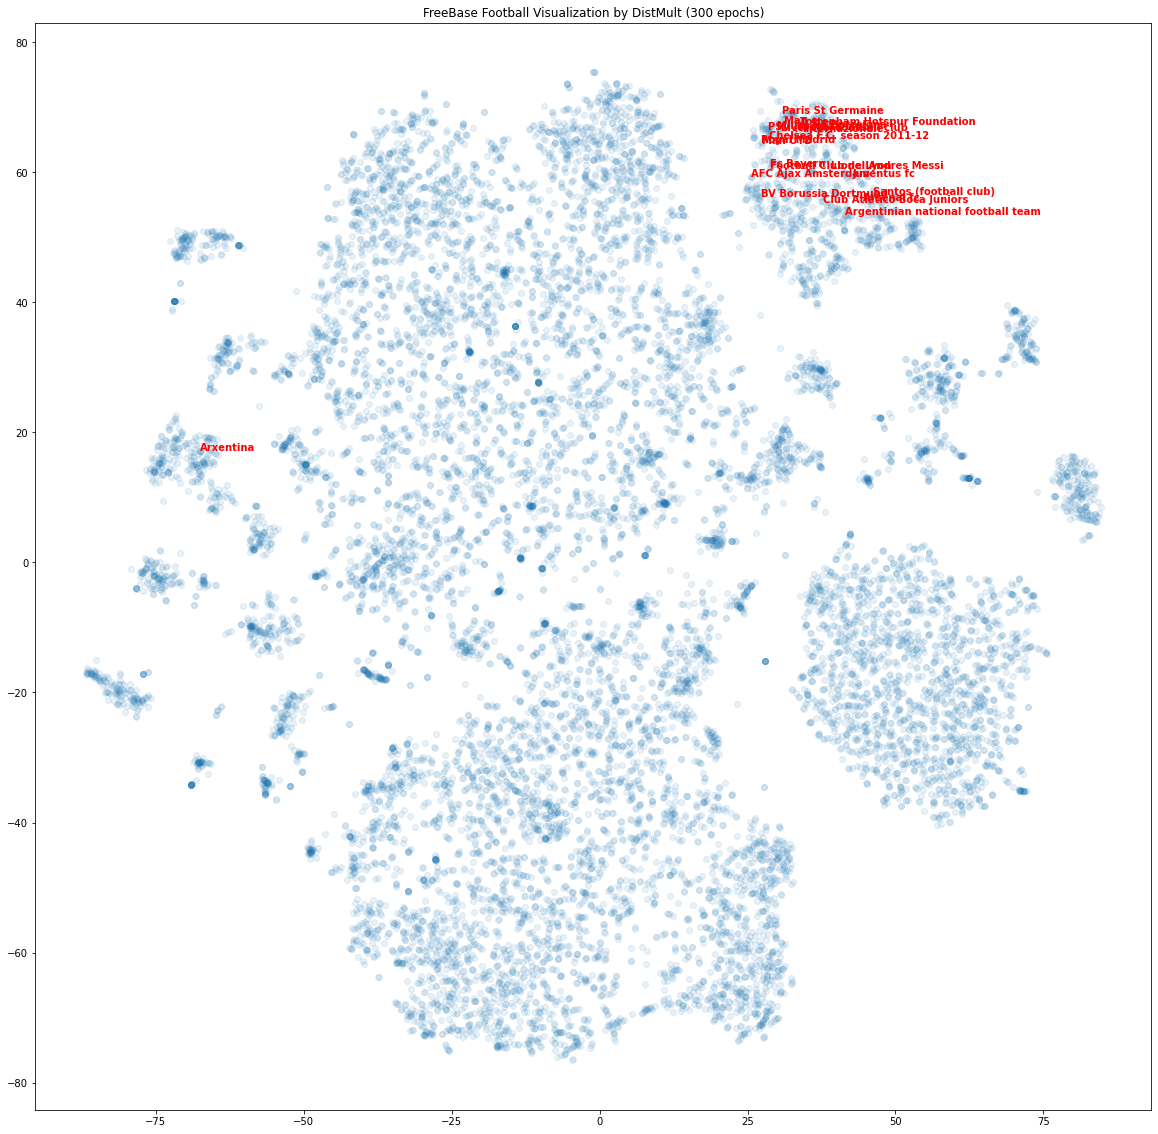 FreeBase Football Visualization by DistMult (300 epochs)
80
60
40
20
0
−20
−40
−60
−80
Paris St Germaine
Tottenham Hotspur Foundation
Chelsea F.C. season 2011-12
Man UTD
Fc Bayern
Lionel Andres Messi
AFC Ajax Amsterdam
Juventus fc
BV Borussia Dortmund
Santos (football club)
Club Atletico Boca Juniors
Argentinian national football team
Arxentina
−75
−50
−25
0
25
50
75